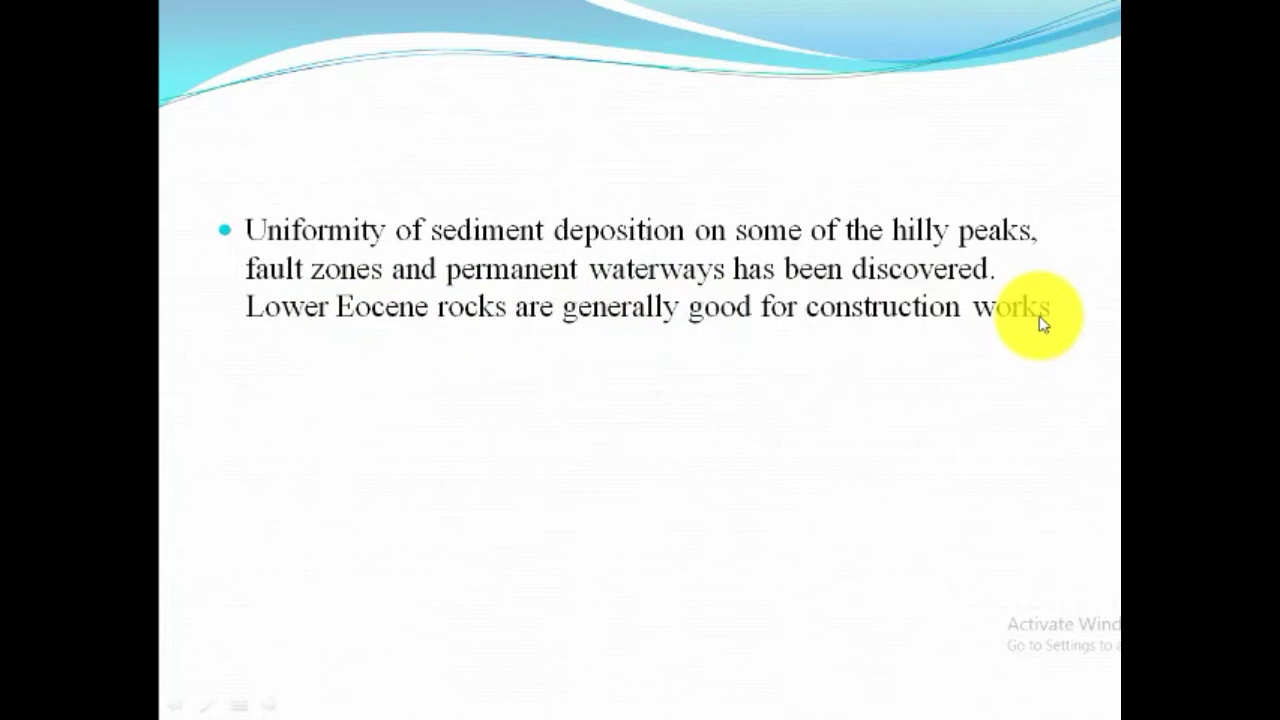 Uniformity of sediment deposition on some of the hilly peaks,
fault zones and permanent waterways has been discovered.
Lower Eocene rocks are generally good for construction works
Activate Wind
Go to Settings to a